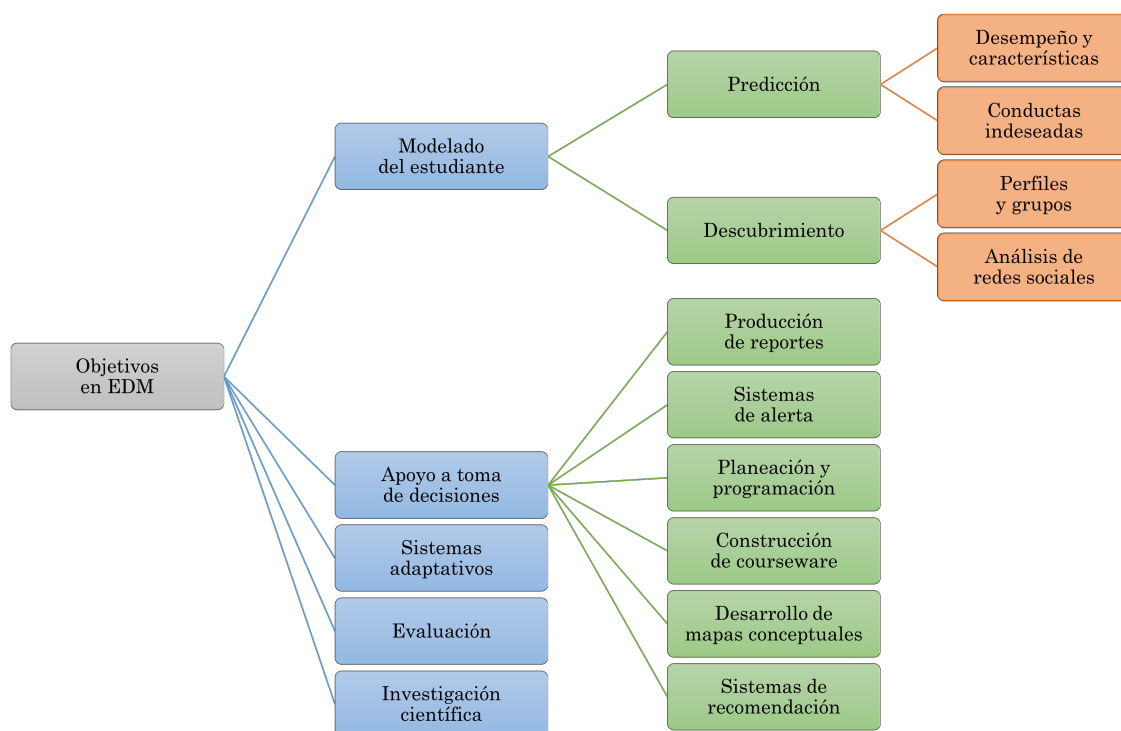 Objetivos
en EDM
Modelado
del estudiante
Predicción
Desempeño y
características
Conductas
indeseadas
Descubrimiento
Perfiles
y grupos
Análisis de
redes sociales
Apoyo a toma
de decisiones
Producción
de reportes
Sistemas
de alerta
Planeación y
programación
Construcción
de courseware
Desarrollo de
mapas conceptuales
Sistemas de
recomendación
Sistemas
adaptativos
Evaluación
Investigación
científica